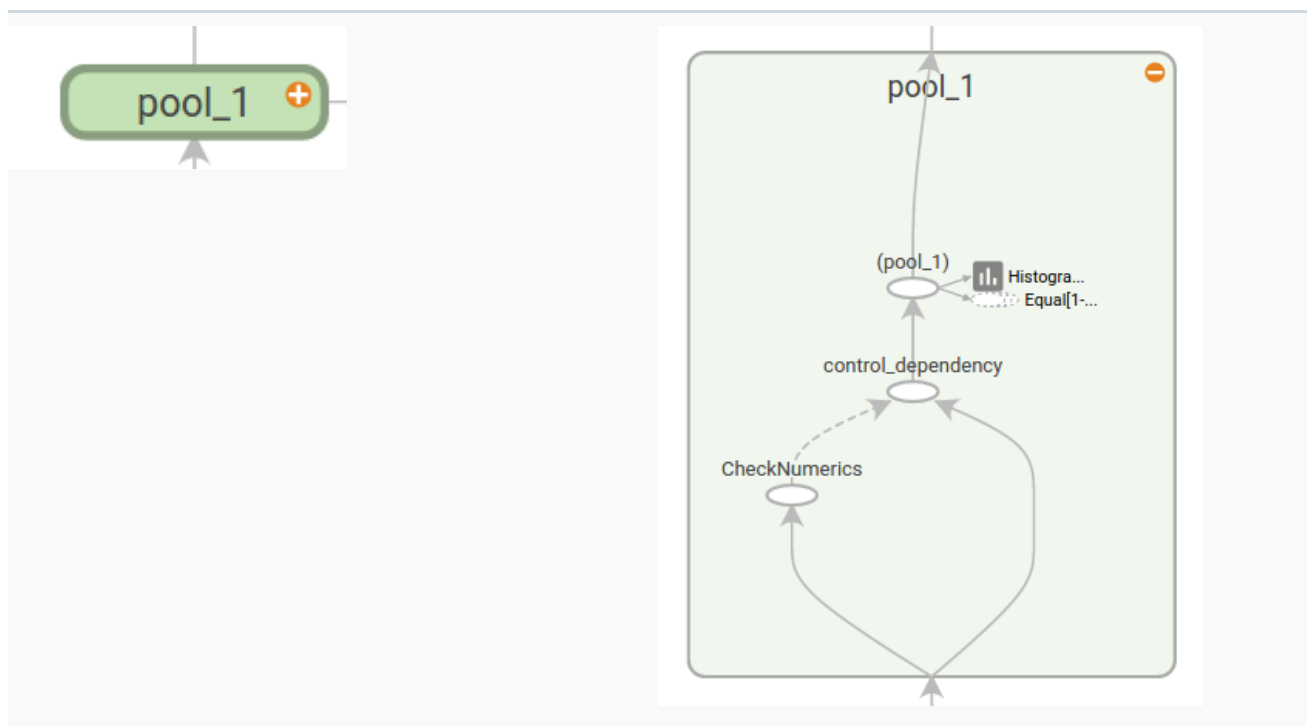 pool_1
pool_1
(pool_1)
Histogra...
Equal[1-...
control_dependency
CheckNumerics